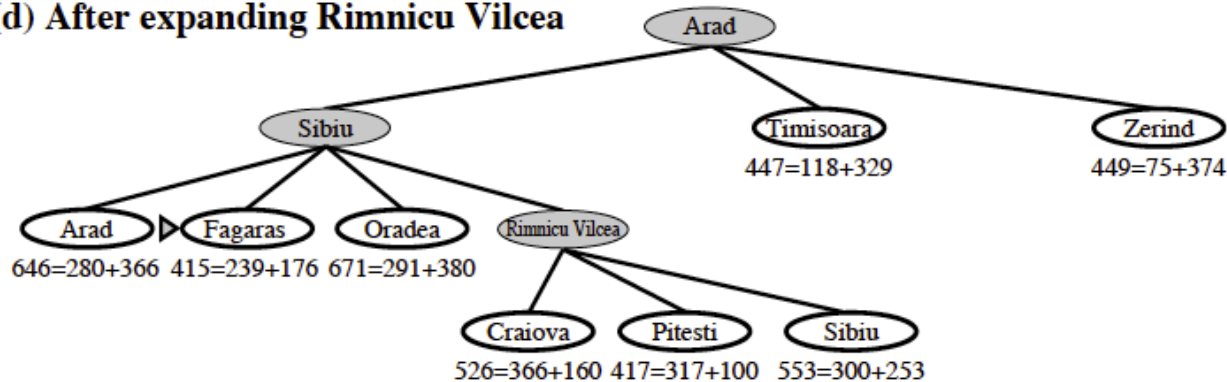 (d) After expanding Rimnicu Vilcea
Arad
Sibiu
Timisoara
Zerind
447=118+329
449=75+374
Arad
Fagaras
Oradea
Rimnicu Vilcea
646=280+366
415=239+176
671=291+380
Craiova
Pitesti
Sibiu
526=366+160
417=317+100
553=300+253